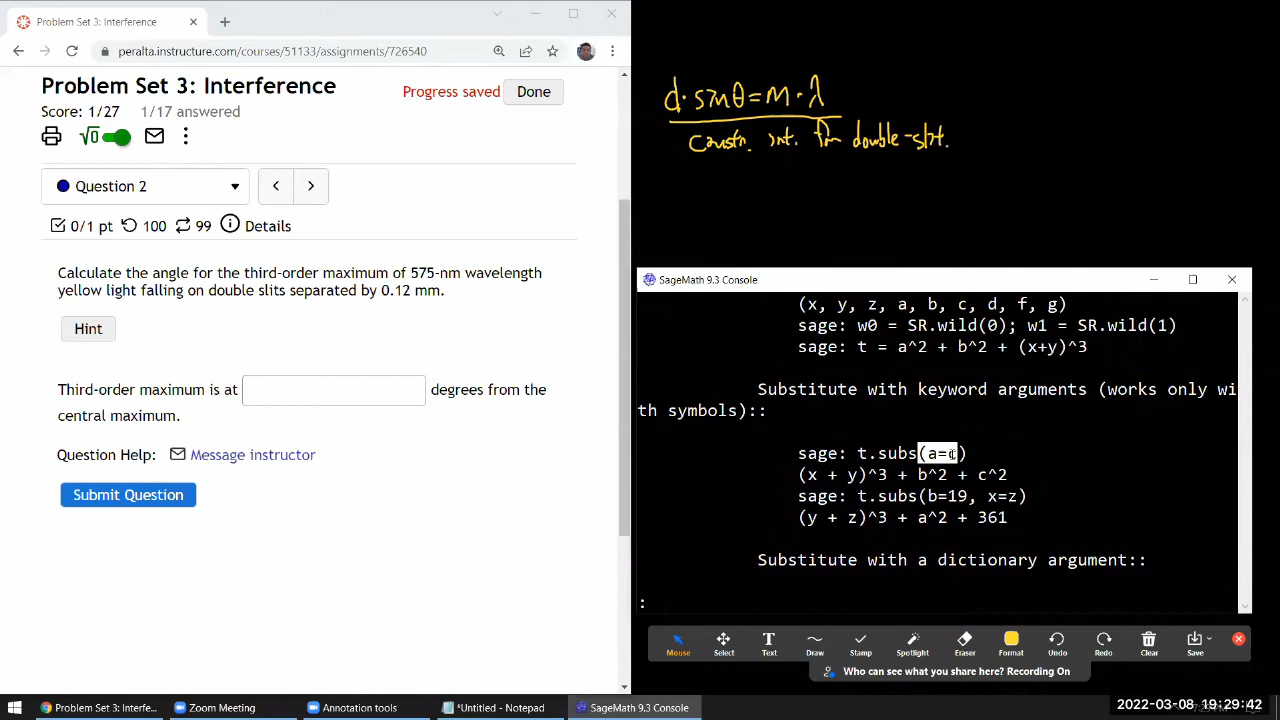 Problem Set 3: Interference
peralta.instructure.com/courses/51133/assignments/726540
Problem Set 3: Interference
Progress saved
Done
Score: 1/27
1/17 answered
√0
Question 2
0/1 pt
100
99
Details
Calculate the angle for the third-order maximum of 575-nm wavelength
yellow light falling on double slits separated by 0.12 mm.
Hint
Third-order maximum is at
degrees from the
central maximum.
Question Help:
Message instructor
Submit Question
d·sinθ=m·λ
constr. int. for double-slit.
SageMath 9.3 Console
(x, y, z, a, b, c, d, f, g)
sage: w0 = SR.wild(0); w1 = SR.wild(1)
sage: t = a^2 + b^2 + (x+y)^3
Substitute with keyword arguments (works only wi
th symbols)::
sage: t.subs(a=c)
(x + y)^3 + b^2 + c^2
sage: t.subs(b=19, x=z)
(y + z)^3 + a^2 + 361
Substitute with a dictionary argument::
:
Mouse
Select
Text
Draw
Stamp
Spotlight
Eraser
Format
Undo
Redo
Clear
Save
Who can see what you share here? Recording On
Problem Set 3: Interfe...
Zoom Meeting
Annotation tools
*Untitled - Notepad
SageMath 9.3 Console
2022-03-08 19:29:42